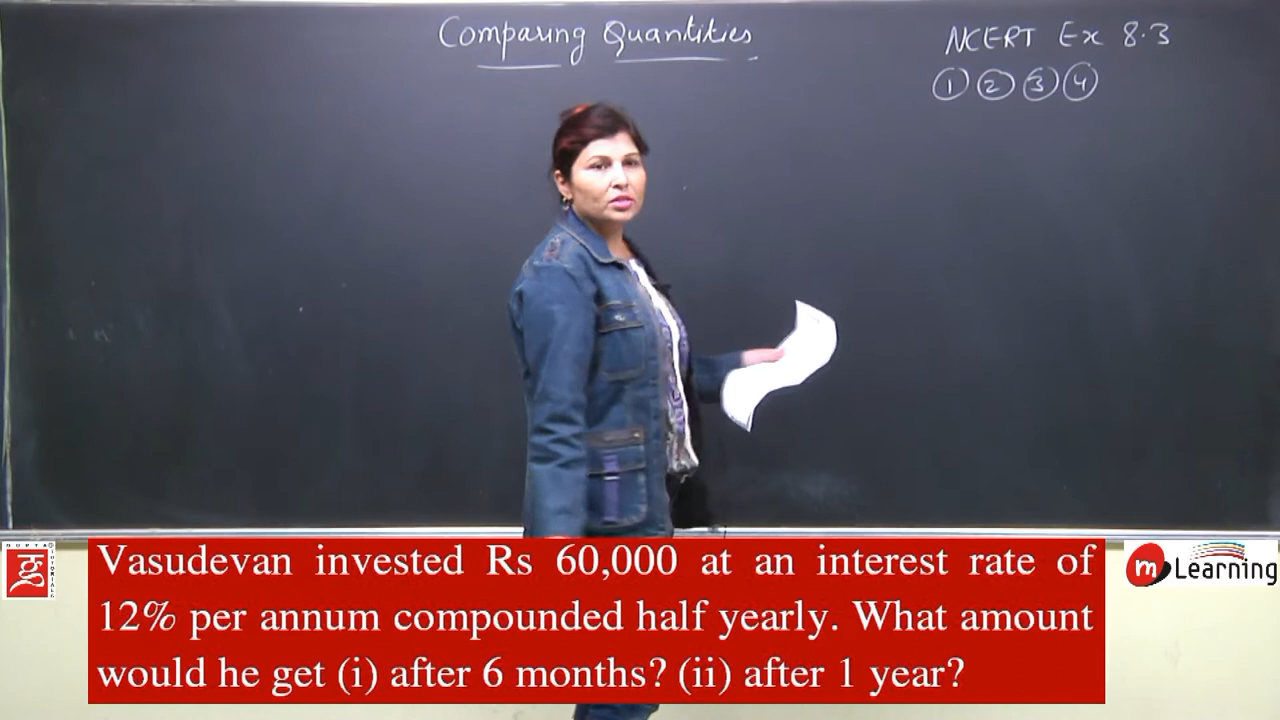 Comparing Quantities
NCERT Ex 8.3
1 2 3 4
Vasudevan invested Rs 60,000 at an interest rate of
12% per annum compounded half yearly. What amount
would he get (i) after 6 months? (ii) after 1 year?
GUPTA
g
TUTORIALS
m Learning